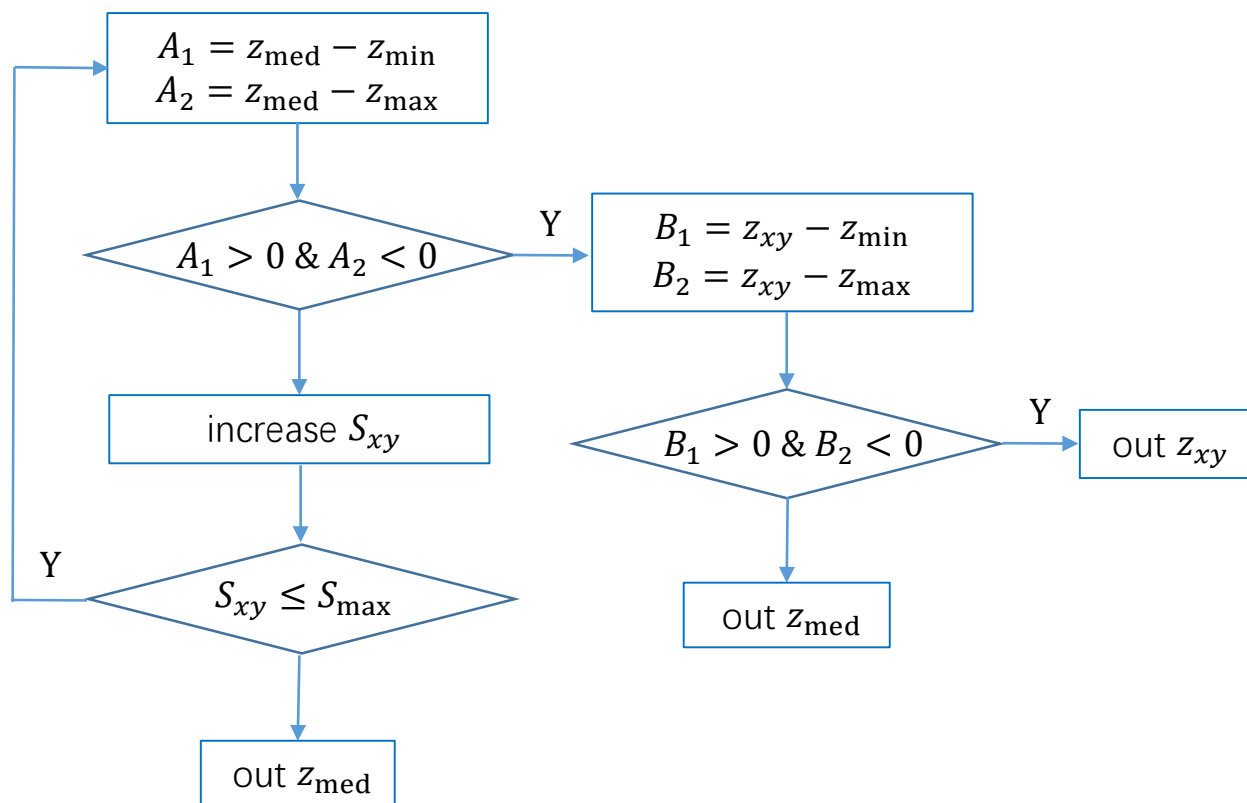 A₁ = z_med − z_min
A₂ = z_med − z_max
A₁ > 0 & A₂ < 0
Y
B₁ = z_xy − z_min
B₂ = z_xy − z_max
increase S_xy
B₁ > 0 & B₂ < 0
Y
out z_xy
Y
S_xy ≤ S_max
out z_med
out z_med